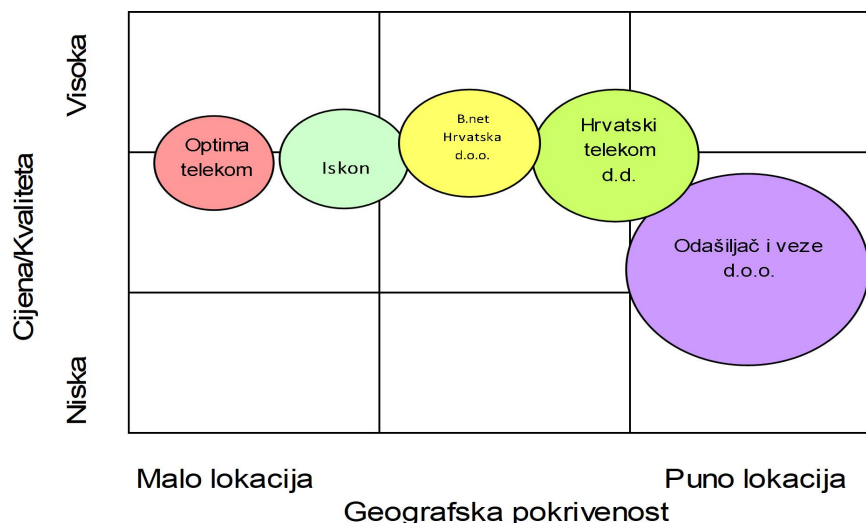 Visoka
Cijena/Kvaliteta
Niska
Optima
telekom
Iskon
B.net
Hrvatska
d.o.o.
Hrvatski
telekom
d.d.
Odašiljač i veze
d.o.o.
Malo lokacija
Puno lokacija
Geografska pokrivenost